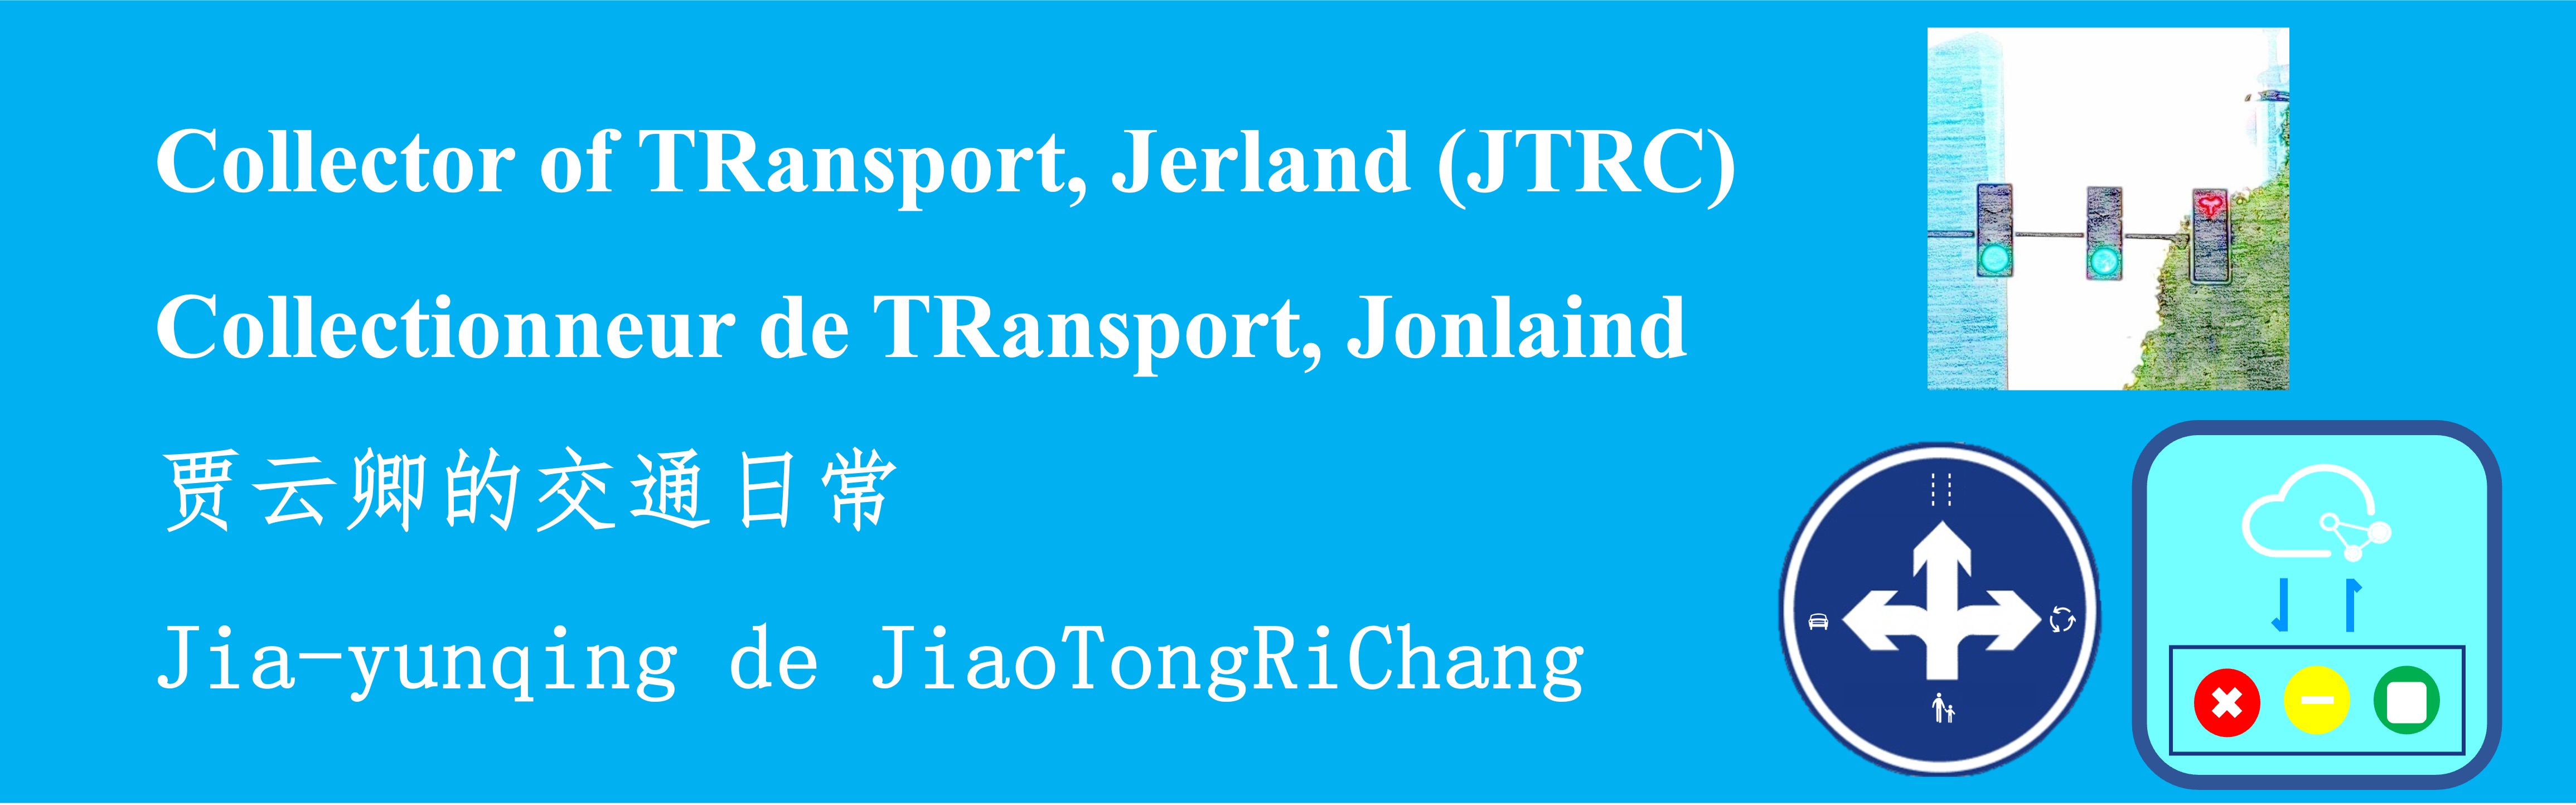 Collector of TRansport, Jerland (JTRC)
Collectionneur de TRansport, Jonlaind
贾云卿的交通日常
Jia-yunqing de JiaoTongRiChang